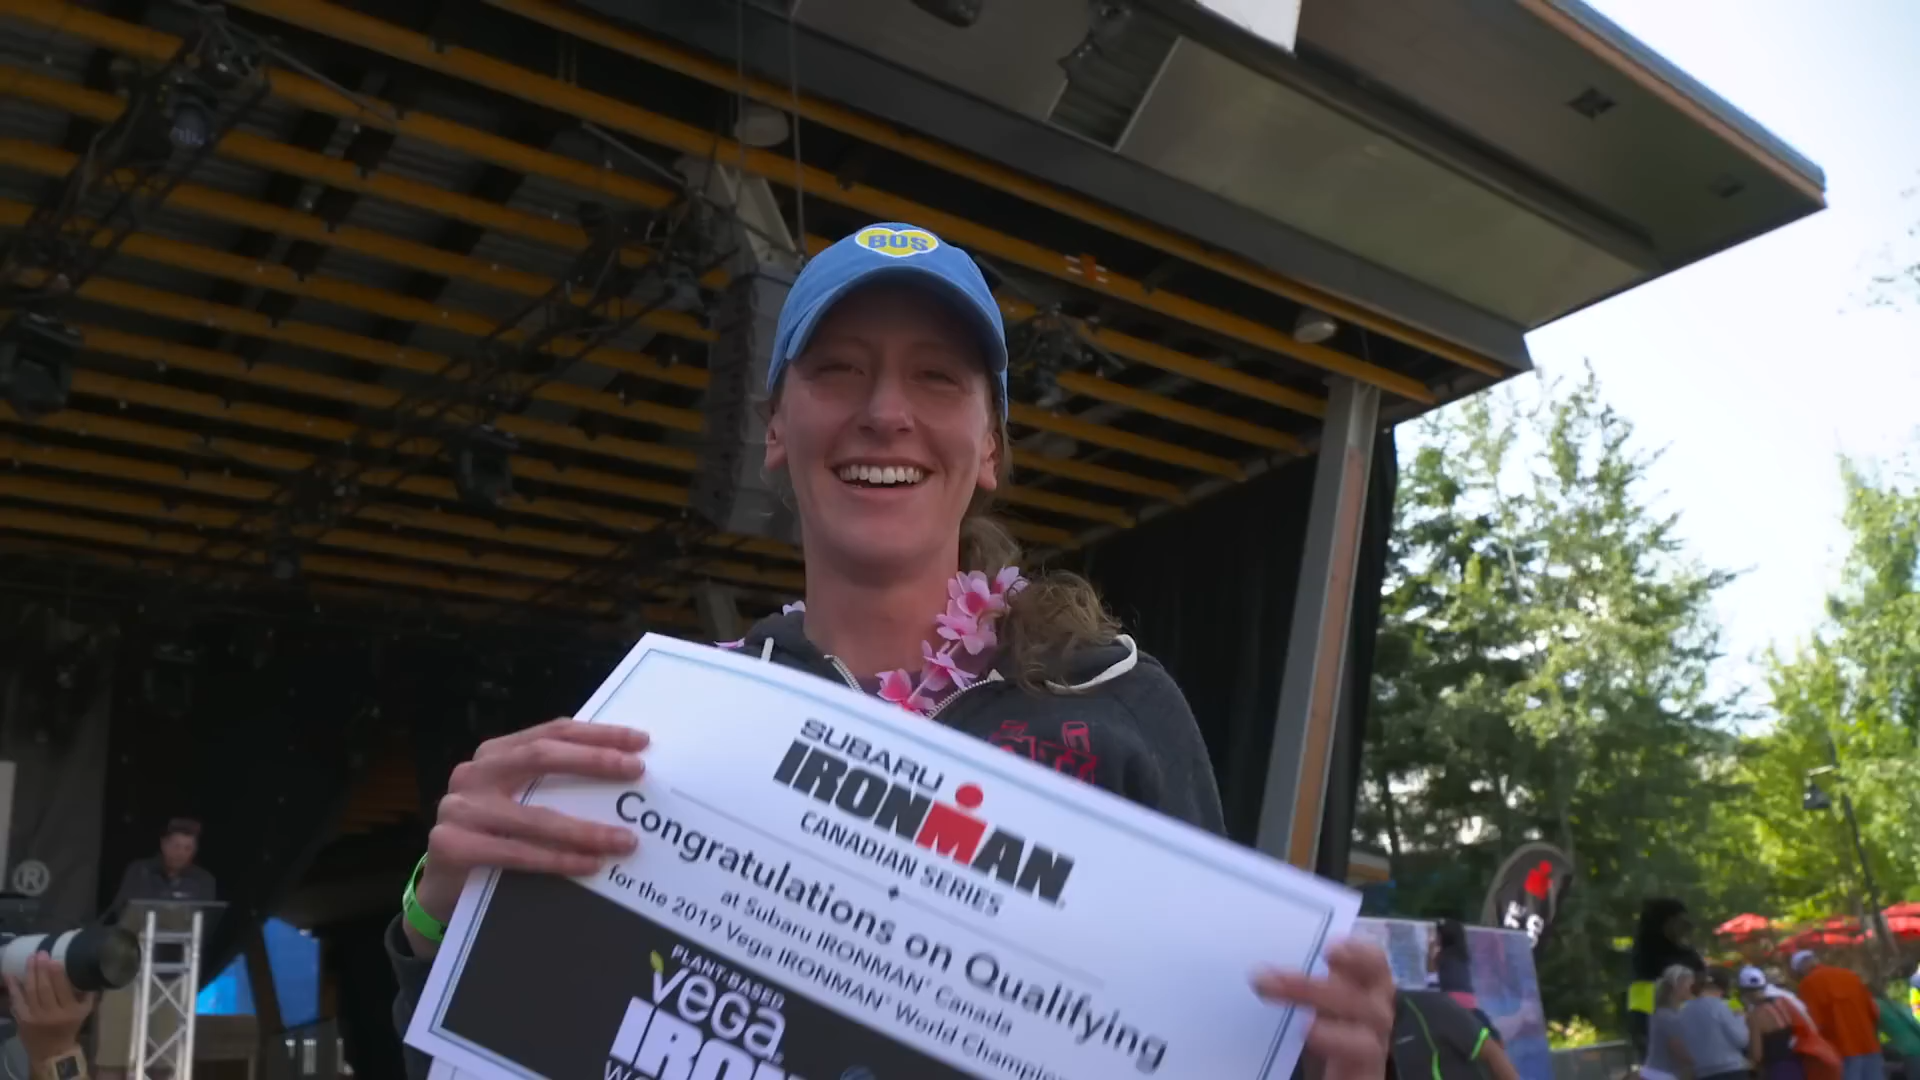 BOS
SUBARU
IRONMAN
CANADIAN SERIES
Congratulations on Qualifying
at Subaru IRONMAN® Canada
for the 2019 Vega IRONMAN® World
PLANT-BASED
vega
®